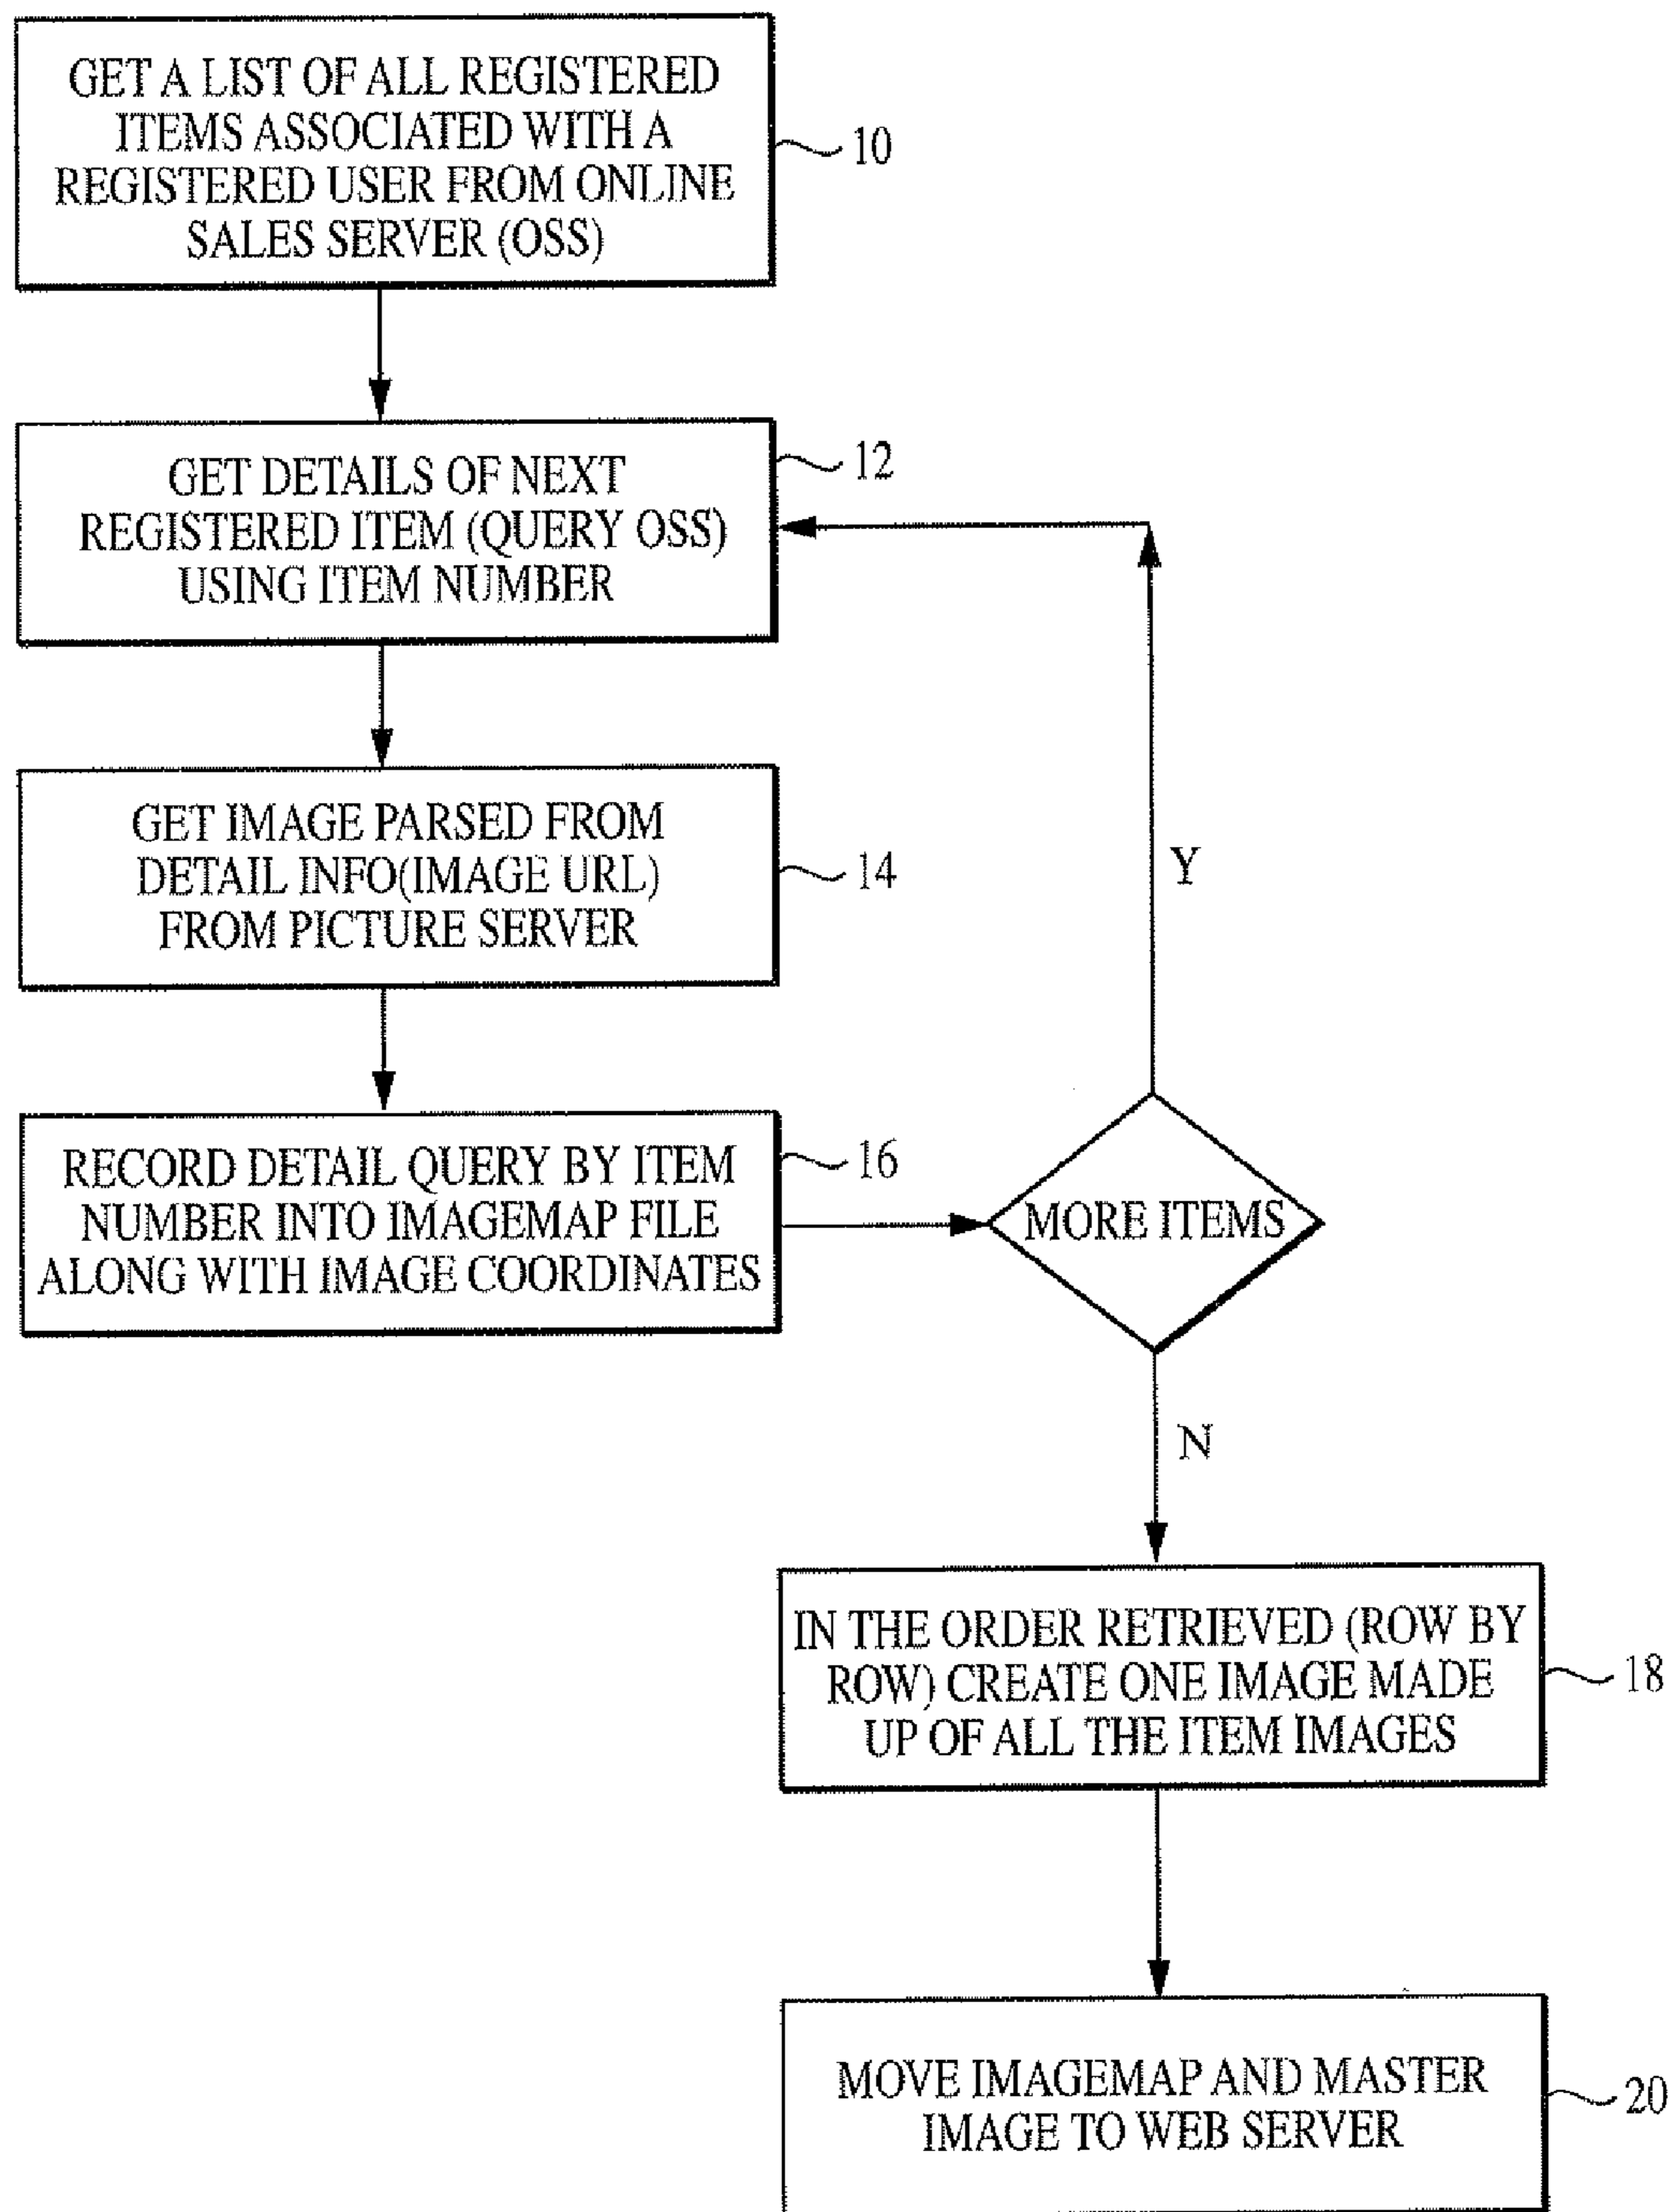 GET A LIST OF ALL REGISTERED
ITEMS ASSOCIATED WITH A
REGISTERED USER FROM ONLINE
SALES SERVER (OSS)
10
GET DETAILS OF NEXT
REGISTERED ITEM (QUERY OSS)
USING ITEM NUMBER
12
GET IMAGE PARSED FROM
DETAIL INFO(IMAGE URL)
FROM PICTURE SERVER
14
Y
RECORD DETAIL QUERY BY ITEM
NUMBER INTO IMAGEMAP FILE
ALONG WITH IMAGE COORDINATES
16
MORE ITEMS
N
IN THE ORDER RETRIEVED (ROW BY
ROW) CREATE ONE IMAGE MADE
UP OF ALL THE ITEM IMAGES
18
MOVE IMAGEMAP AND MASTER
IMAGE TO WEB SERVER
20